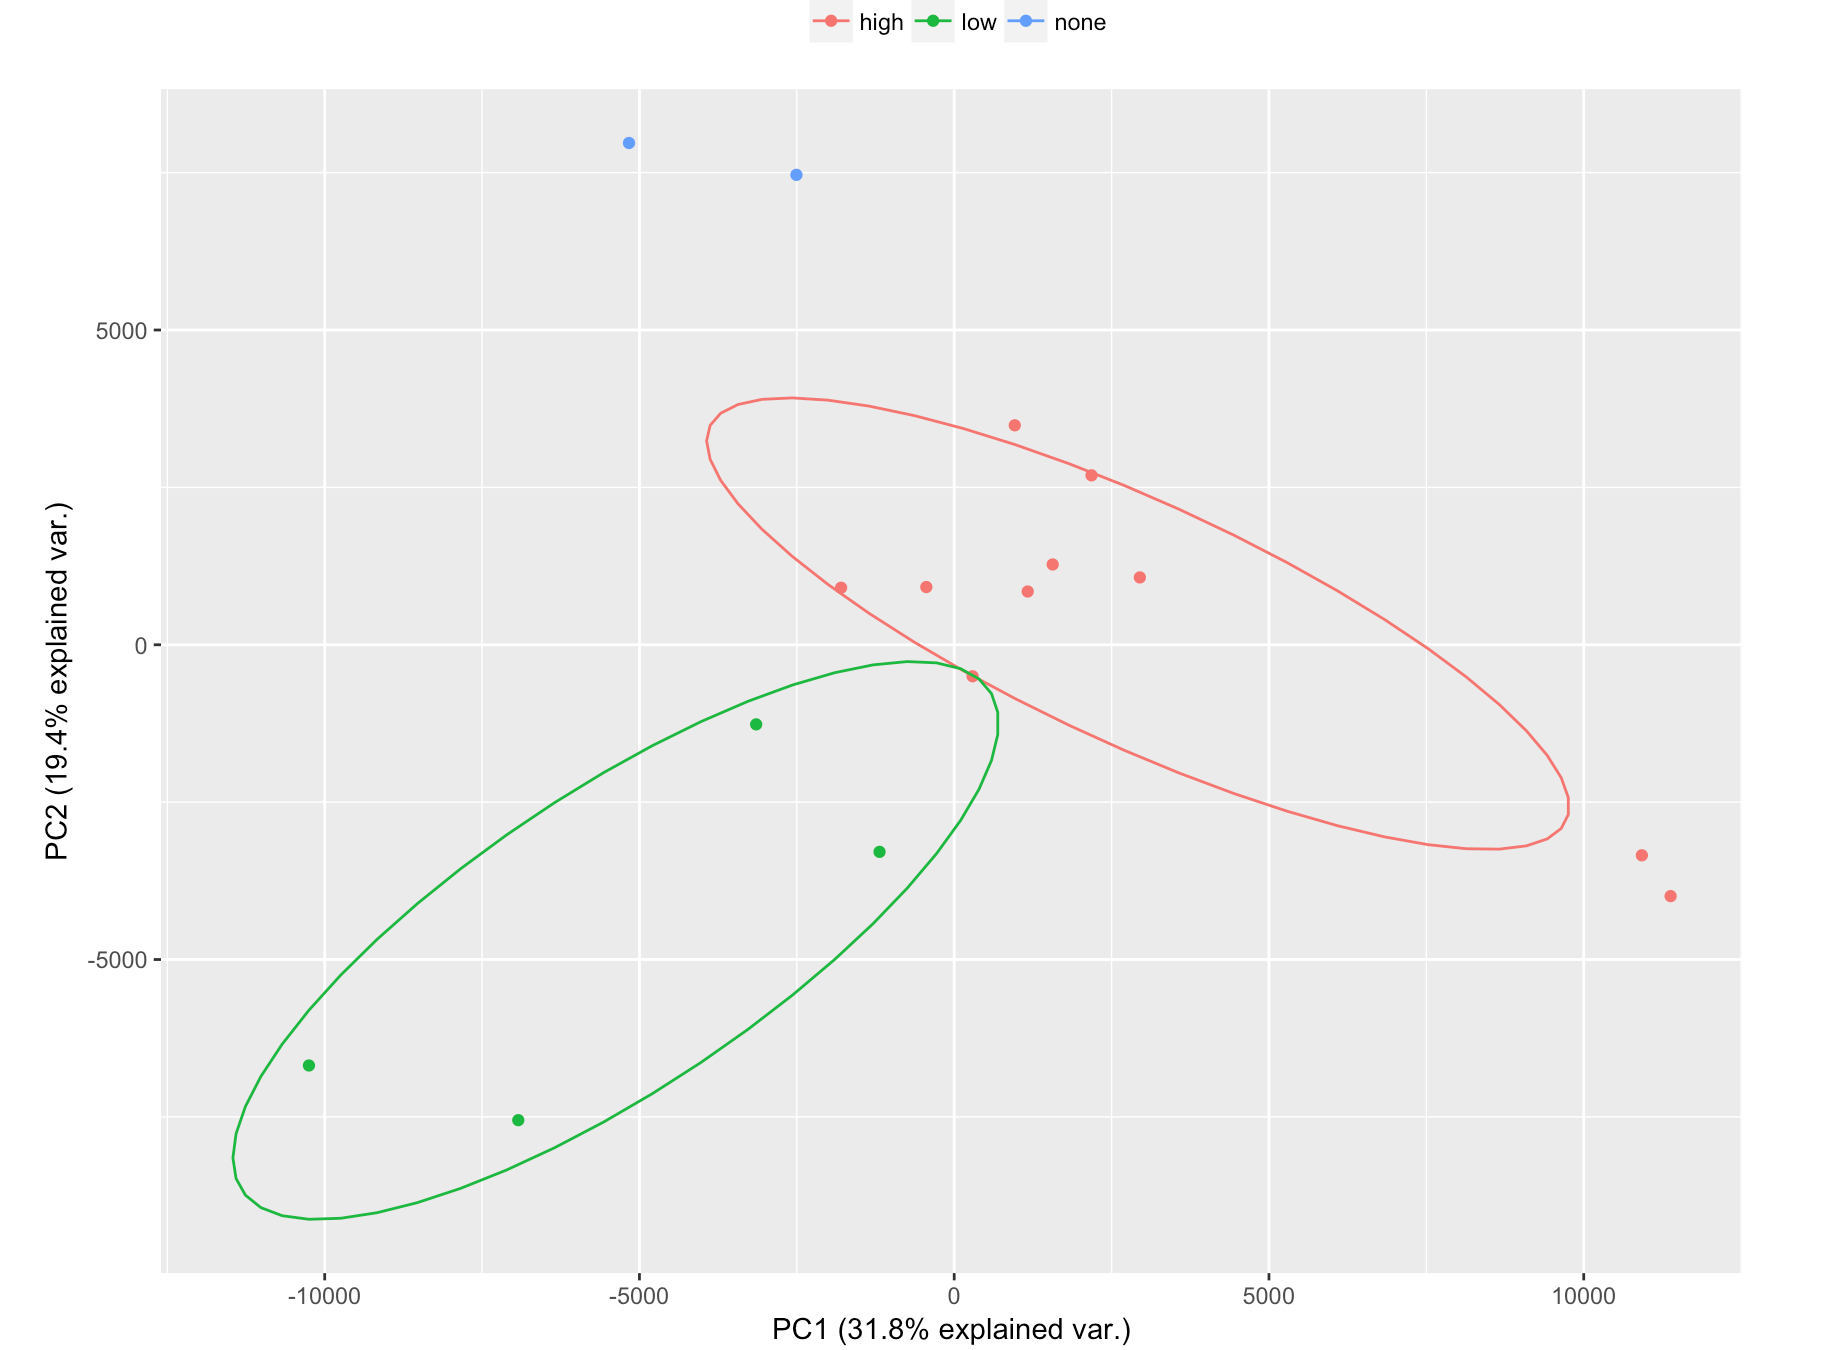 high low none
5000
0
-5000
PC2 (19.4% explained var.)
-10000 -5000 0 5000 10000
PC1 (31.8% explained var.)